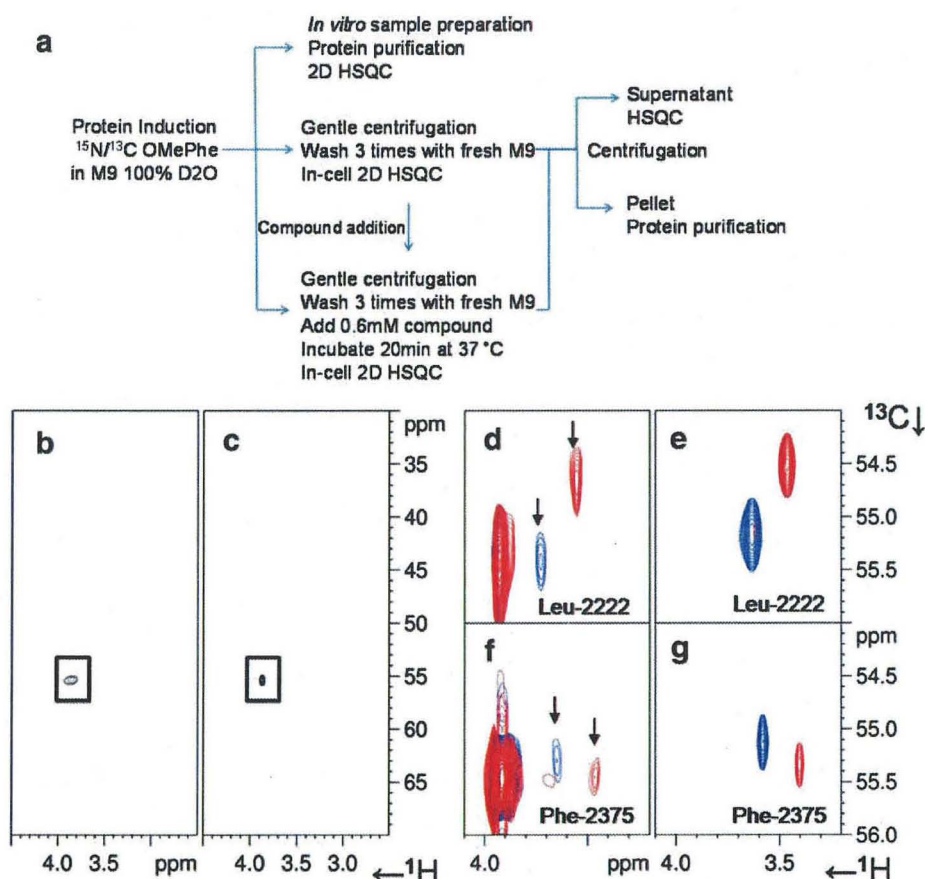 a
In vitro sample preparation
Protein purification
2D HSQC
Protein Induction
15N/13C OMePhe
in M9 100% D2O
Gentle centrifugation
Wash 3 times with fresh M9
In-cell 2D HSQC
Supernatant
HSQC
Centrifugation
Pellet
Protein purification
Compound addition
Gentle centrifugation
Wash 3 times with fresh M9
Add 0.6mM compound
Incubate 20min at 37 °C
In-cell 2D HSQC
b
c
ppm
35
40
45
50
55
60
65
4.0 3.5 ppm
4.0 3.5 3.0
←1H
d
Leu-2222
e
Leu-2222
13C↓
54.5
55.0
55.5
ppm
f
Phe-2375
g
Phe-2375
54.5
55.0
55.5
56.0
4.0 ppm
3.5
←1H